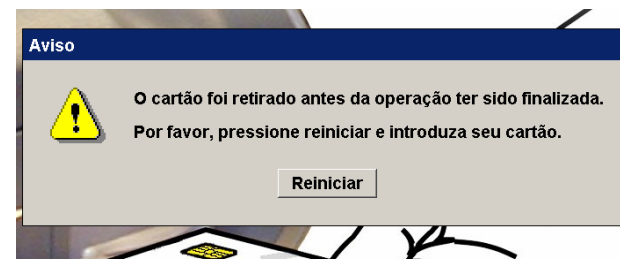 Aviso
O cartão foi retirado antes da operação ter sido finalizada.
Por favor, pressione reiniciar e introduza seu cartão.
Reiniciar